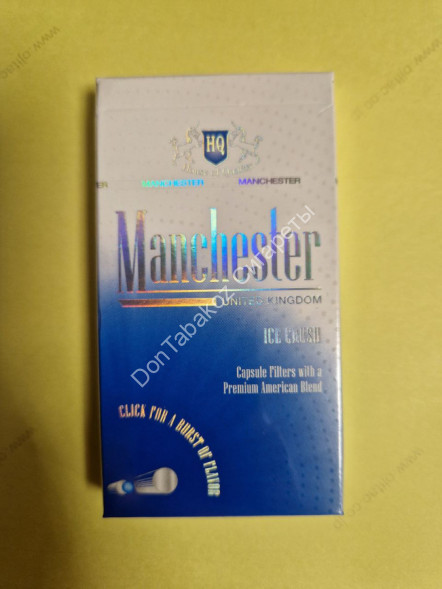 HQ
MANCHESTER MANCHESTER
Manchester
UNITED KINGDOM
ICE CRUSH
Capsule Filters with a
Premium American Blend
CLICK FOR A BURST OF FLAVOR
DonTabakoz Сигареты